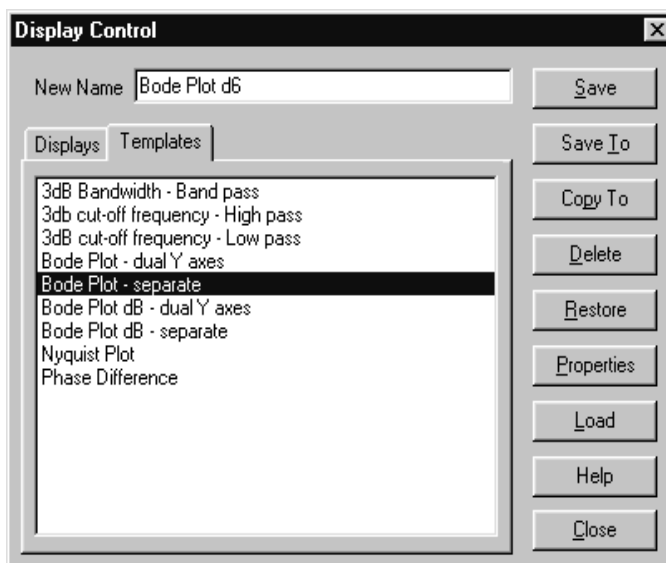 Display Control
New Name Bode Plot d6
Displays Templates
3dB Bandwidth - Band pass
3db cut-off frequency - High pass
3dB cut-off frequency - Low pass
Bode Plot - dual Y axes
Bode Plot - separate
Bode Plot dB - dual Y axes
Bode Plot dB - separate
Nyquist Plot
Phase Difference
Save
Save To
Copy To
Delete
Restore
Properties
Load
Help
Close